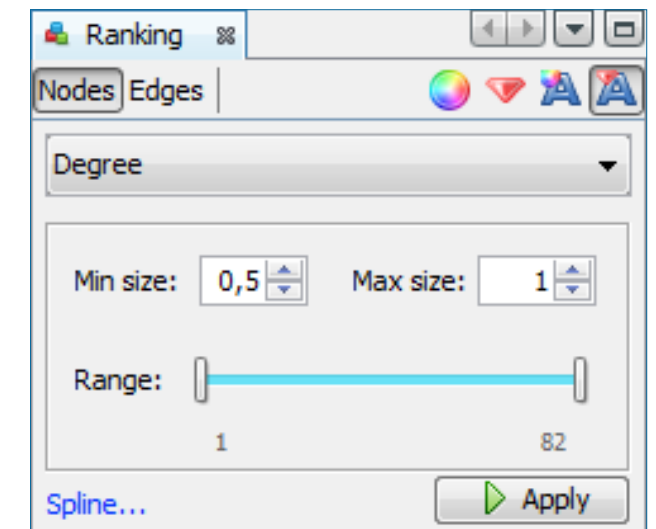 Ranking
Nodes Edges
Degree
Min size: 0,5 Max size: 1
Range:
1 82
Spline... Apply